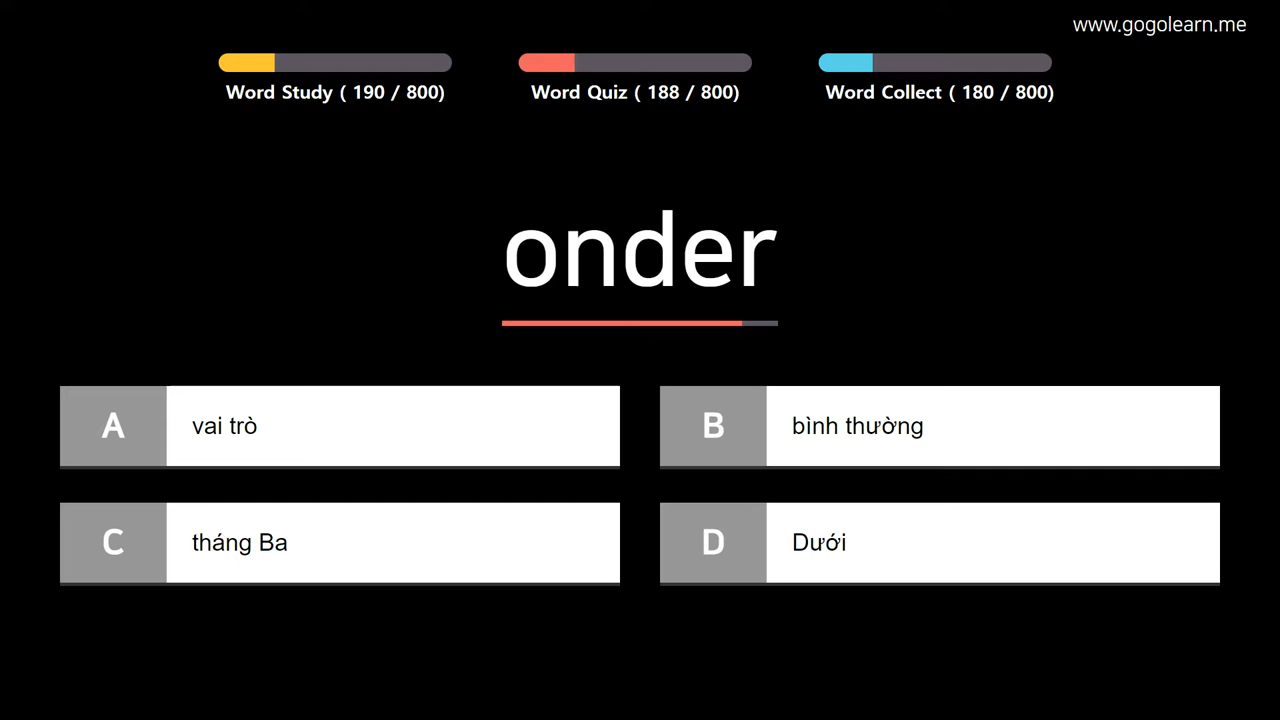 www.gogolearn.me
Word Study ( 190 / 800)
Word Quiz ( 188 / 800)
Word Collect ( 180 / 800)
onder
A vai trò
B bình thường
C tháng Ba
D Dưới